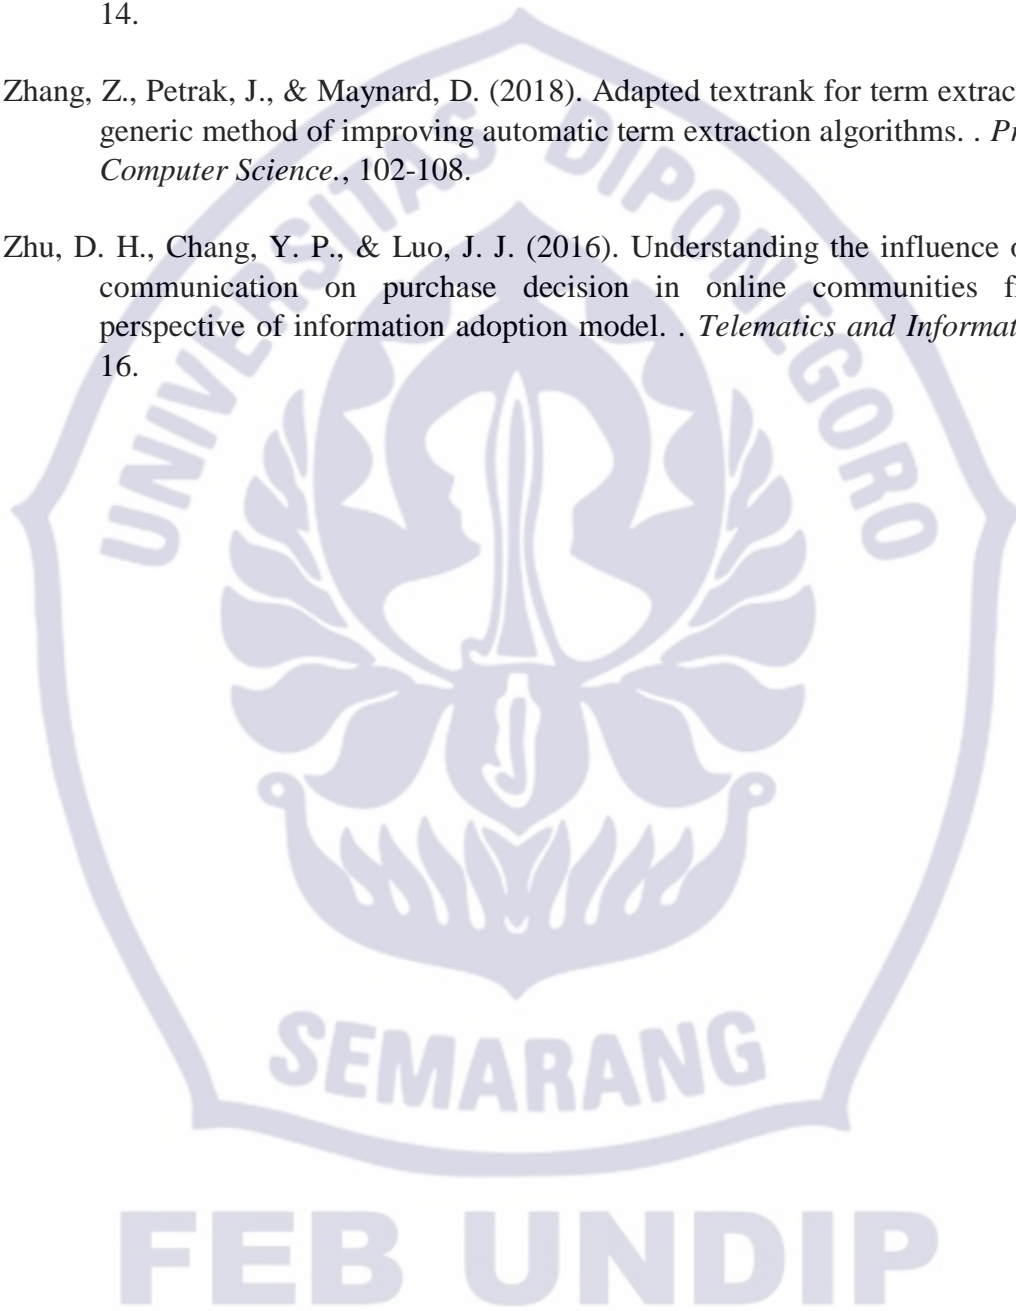 14.
Zhang, Z., Petrak, J., & Maynard, D. (2018). Adapted textrank for term extrac
generic method of improving automatic term extraction algorithms. . Pr
Computer Science., 102-108.
Zhu, D. H., Chang, Y. P., & Luo, J. J. (2016). Understanding the influence o
communication on purchase decision in online communities f
perspective of information adoption model. . Telematics and Informat
16.
UNIVERSITAS DIPONEGORO
SEMARANG
FEB UNDIP